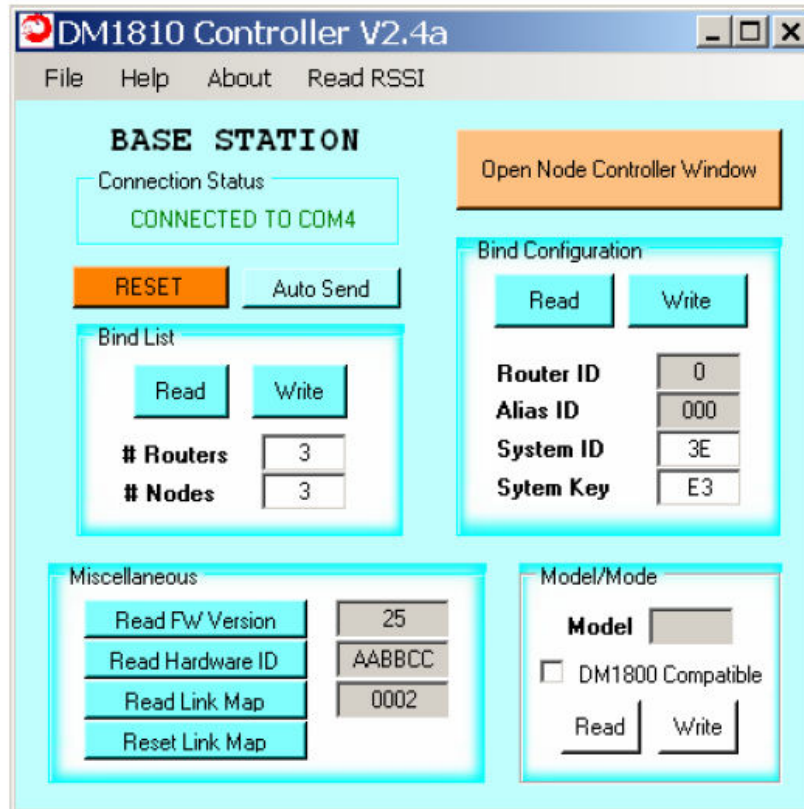 DM1810 Controller V2.4a
File Help About Read RSSI
BASE STATION
Connection Status
CONNECTED TO COM4
Open Node Controller Window
RESET Auto Send
Bind List
Read Write
# Routers 3
# Nodes 3
Bind Configuration
Read Write
Router ID 0
Alias ID 000
System ID 3E
Sytem Key E3
Miscellaneous
Read FW Version 25
Read Hardware ID AABBCC
Read Link Map 0002
Reset Link Map
Model/Mode
Model
DM1800 Compatible
Read Write